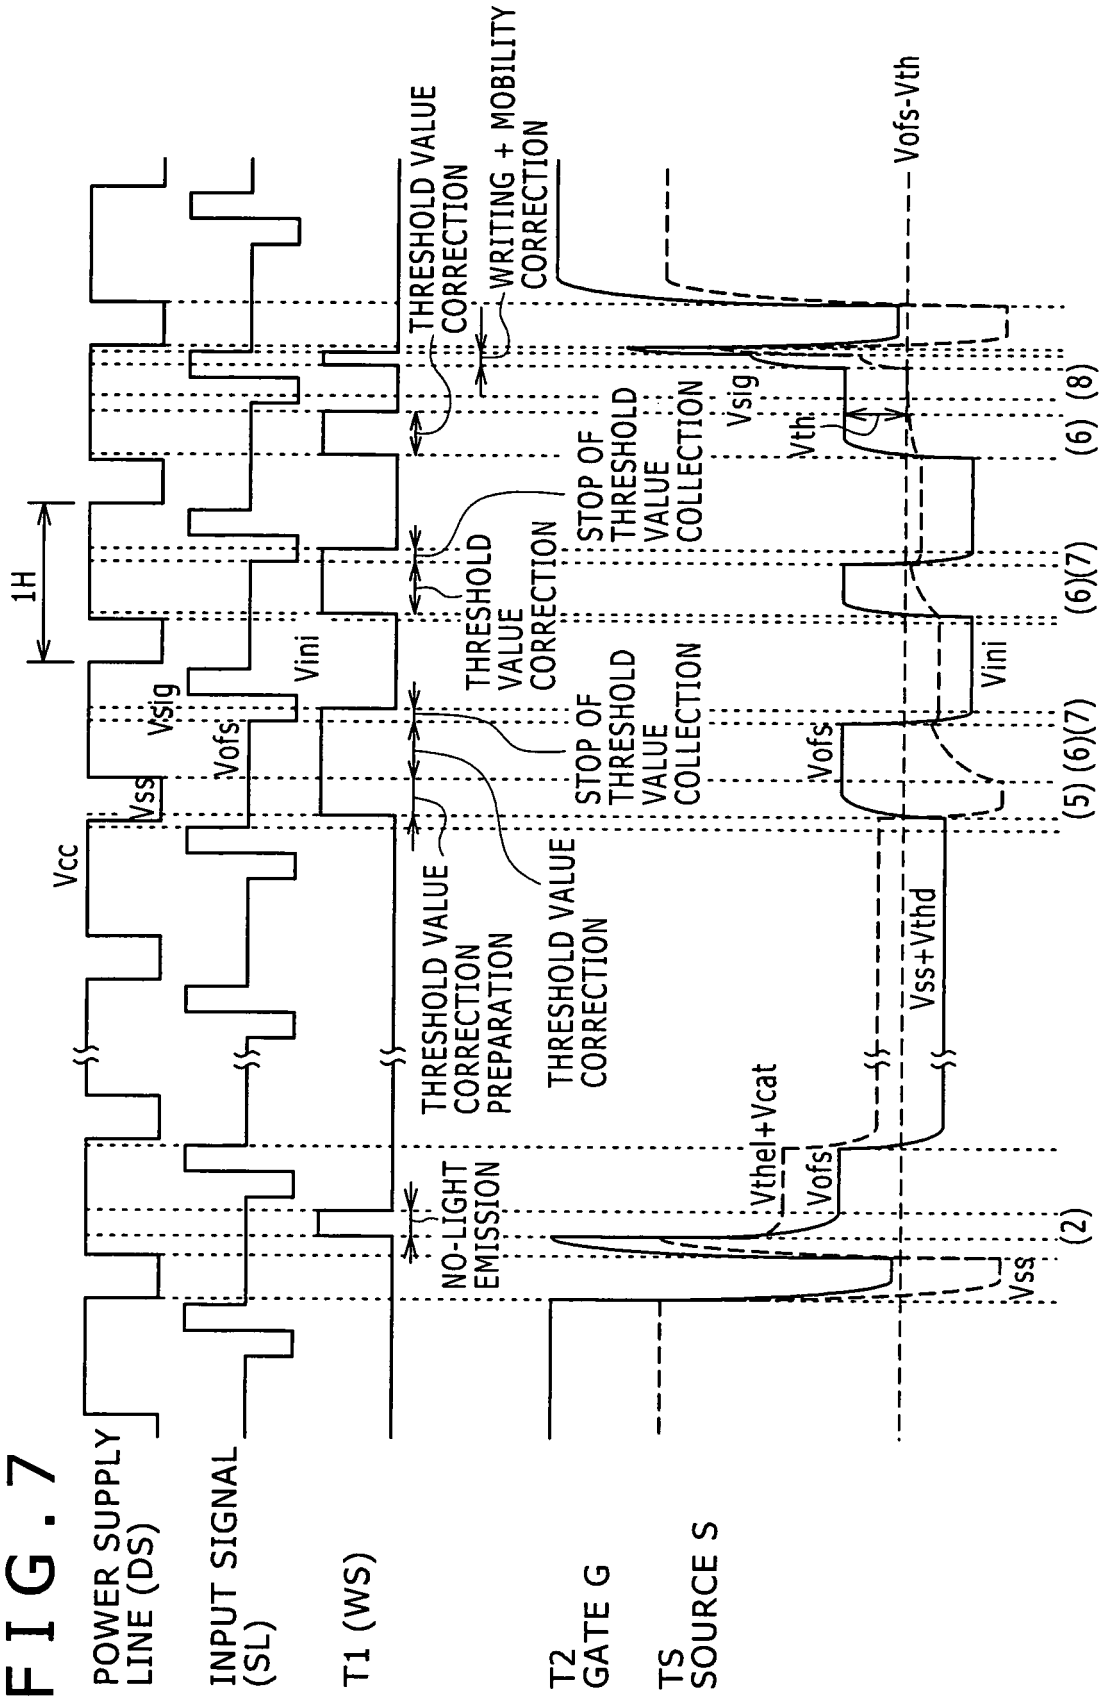 FIG. 7
1H
POWER SUPPLY
LINE (DS)
Vcc
Vss
INPUT SIGNAL
(SL)
Vsig
Vofs
Vini
T1 (WS)
NO-LIGHT
EMISSION
THRESHOLD VALUE
CORRECTION
PREPARATION
THRESHOLD VALUE
CORRECTION
STOP OF
THRESHOLD
VALUE
COLLECTION
THRESHOLD
VALUE
CORRECTION
STOP OF
THRESHOLD
VALUE
COLLECTION
THRESHOLD VALUE
CORRECTION
WRITING + MOBILITY
CORRECTION
T2
GATE G
TS
SOURCE S
Vthel+Vcat
Vofs
Vss
Vss+Vthd
Vofs
Vini
Vth
Vsig
Vofs-Vth
(2)
(5)
(6)
(7)
(6)
(7)
(6)
(8)